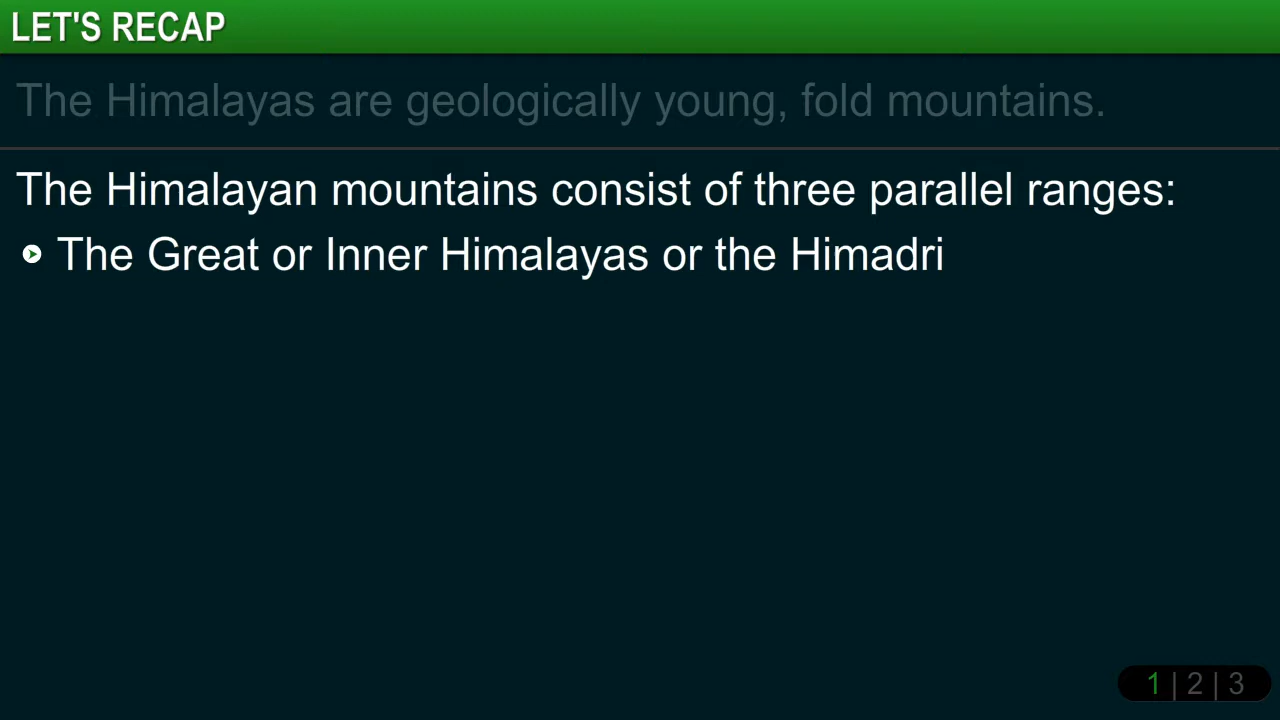 LET'S RECAP
The Himalayas are geologically young, fold mountains.
The Himalayan mountains consist of three parallel ranges:
The Great or Inner Himalayas or the Himadri
1 | 2 | 3